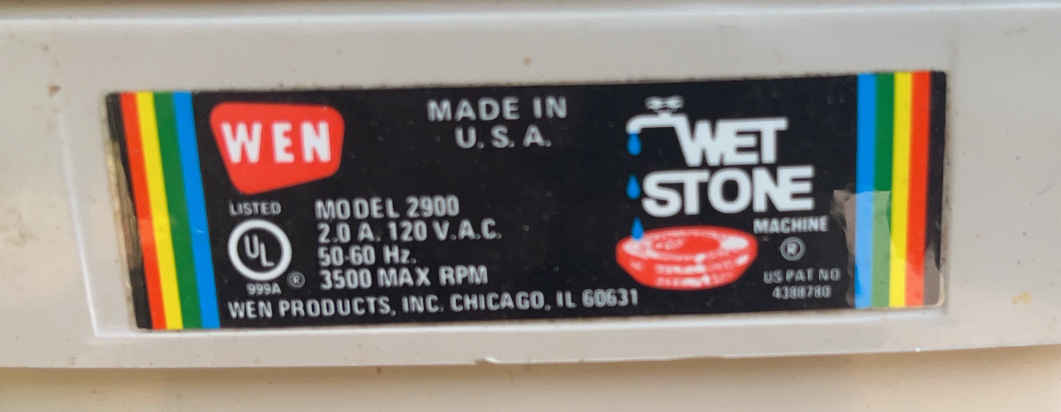 WEN
MADE IN
U. S. A.
LISTED
UL
999A ®
MODEL 2900
2.0 A. 120 V.A.C.
50-60 Hz.
3500 MAX RPM
WEN PRODUCTS, INC. CHICAGO, IL 60631
WET
STONE
MACHINE
®
US PAT NO
4388780